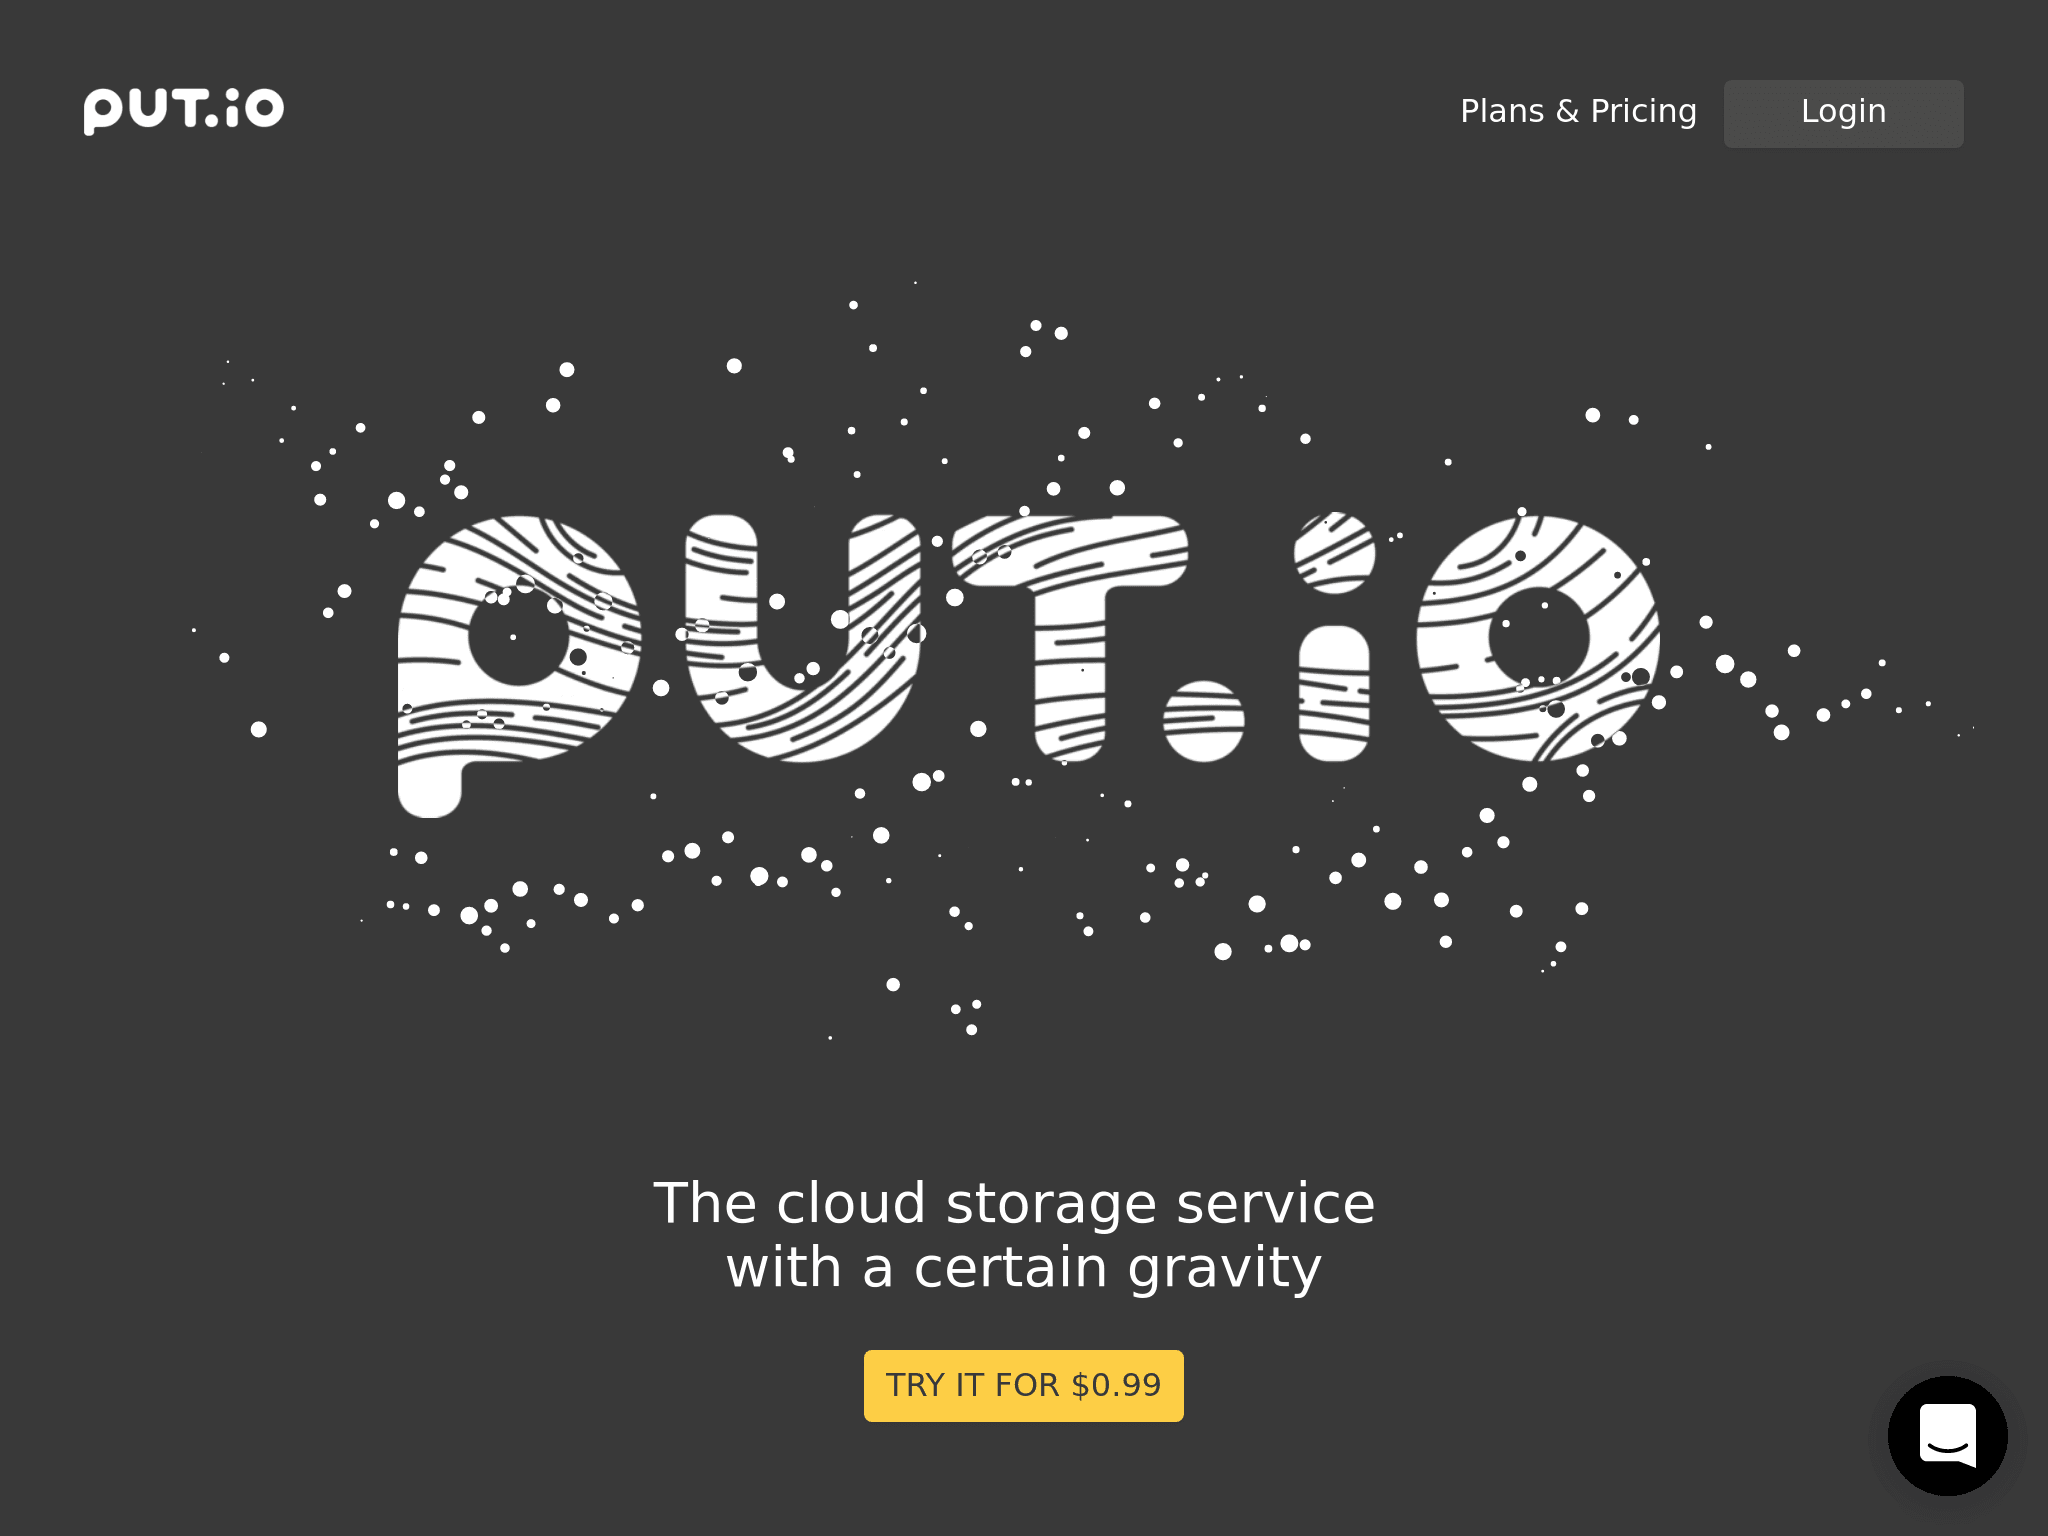 PUT.io
Plans & Pricing
Login
PUT.io
The cloud storage service
with a certain gravity
TRY IT FOR $0.99